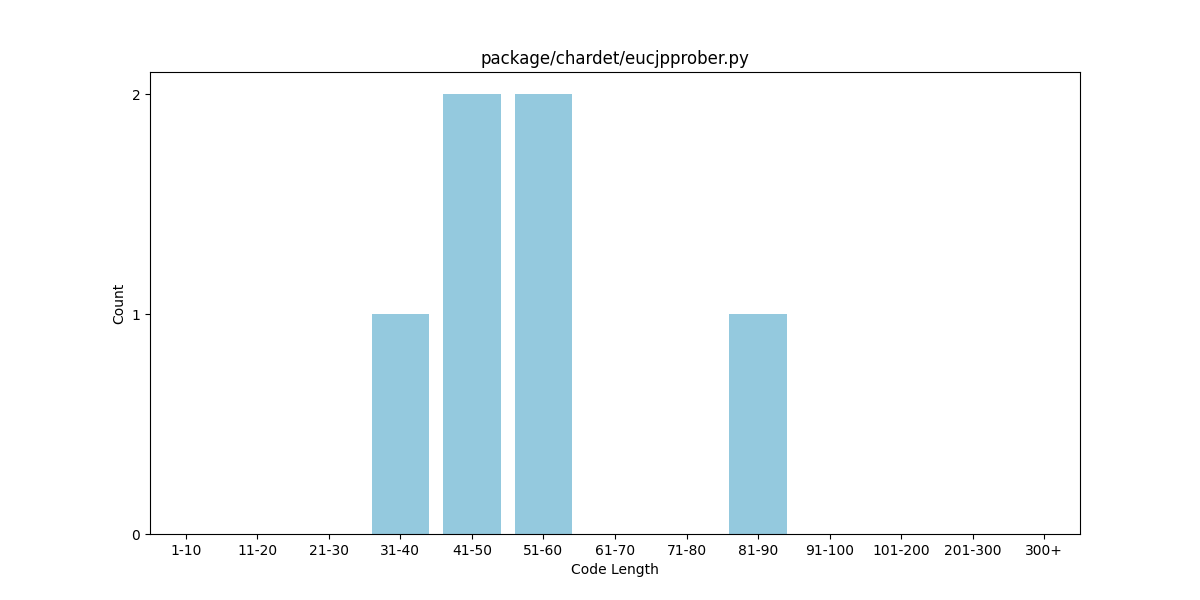 package/chardet/eucjpprober.py
2
1
0
Count
1-10 11-20 21-30 31-40 41-50 51-60 61-70 71-80 81-90 91-100 101-200 201-300 300+
Code Length